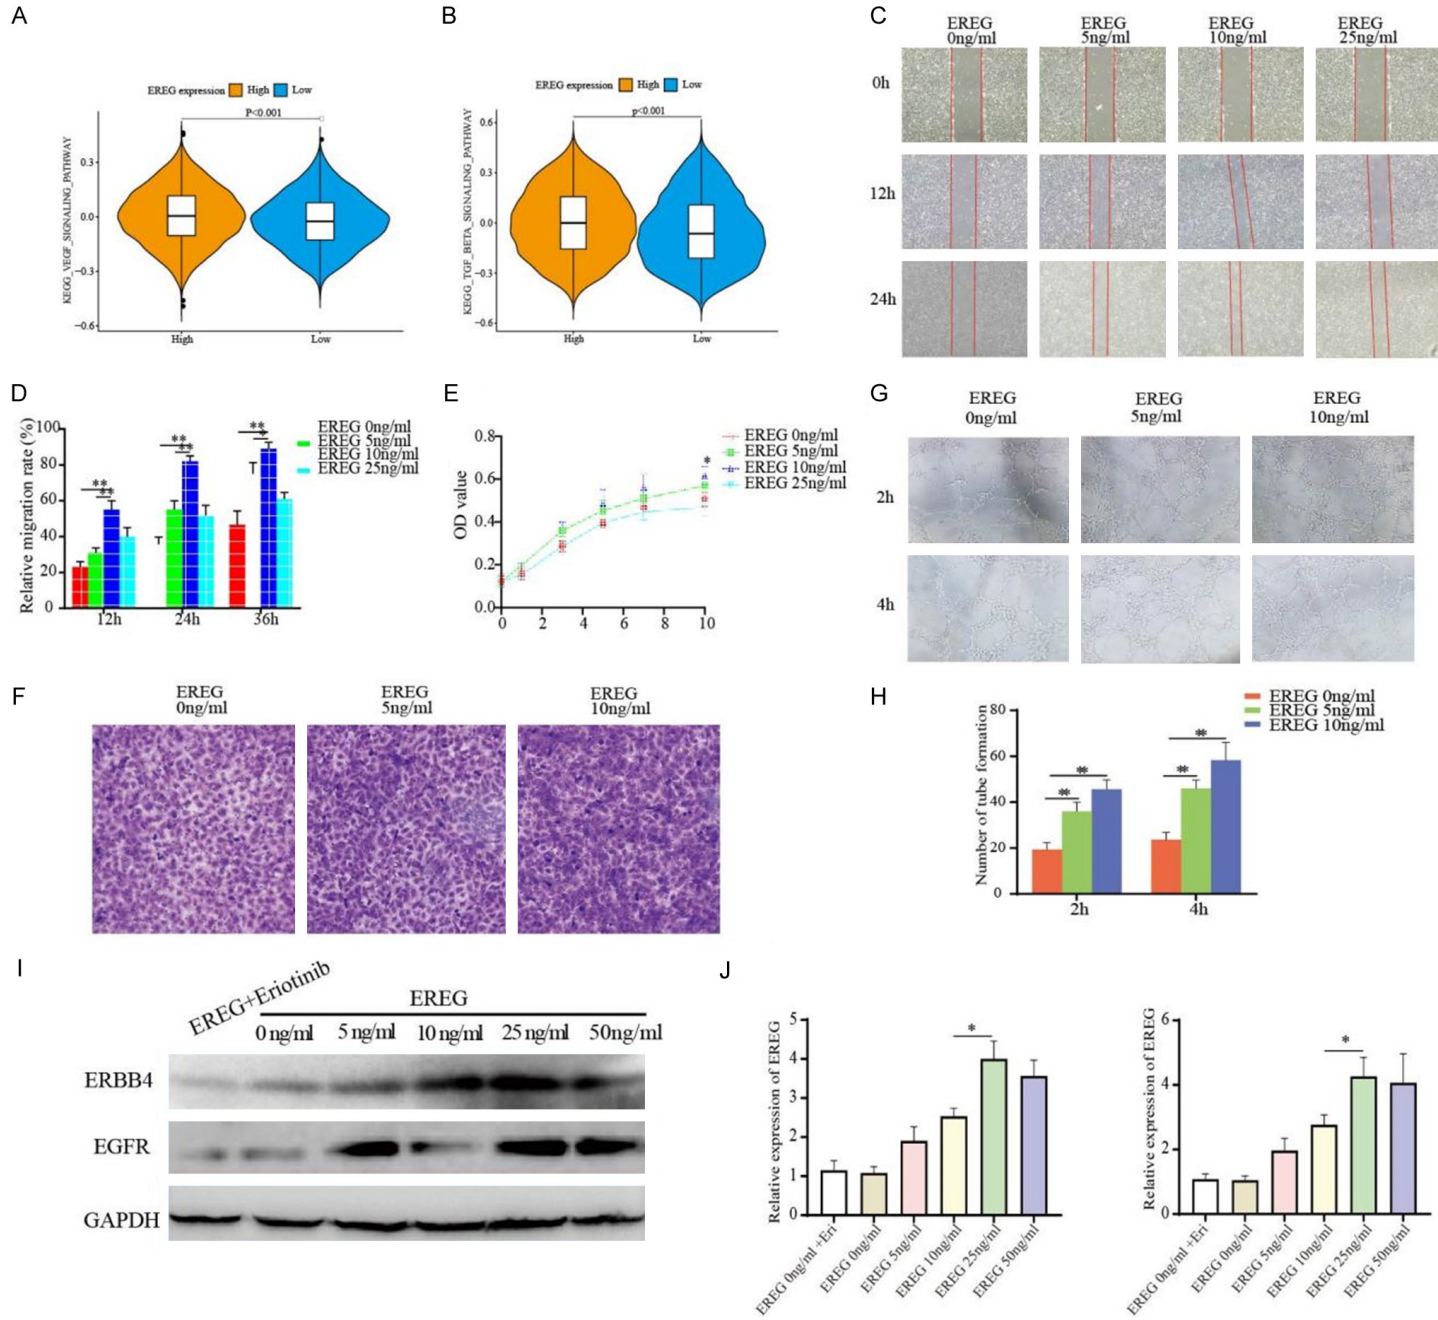 A
EREG expression High Low
P<0.001
KEGG_VEGF_SIGNALING_PATHWAY
0.3
0.0
−0.3
−0.6
High Low
B
EREG expression High Low
p<0.001
KEGG_TGF_BETA_SIGNALING_PATHWAY
0.6
0.3
0.0
−0.3
−0.6
High Low
C
EREG
0ng/ml
EREG
5ng/ml
EREG
10ng/ml
EREG
25ng/ml
0h
12h
24h
D
Relative migration rate (%)
100
80
60
40
20
0
** ** ** ** ** *
12h 24h 36h
EREG 0ng/ml
EREG 5ng/ml
EREG 10ng/ml
EREG 25ng/ml
E
OD value
0.8
0.6
0.4
0.2
0.0
0 2 4 6 8 10
*
EREG 0ng/ml
EREG 5ng/ml
EREG 10ng/ml
EREG 25ng/ml
G
EREG
0ng/ml
EREG
5ng/ml
EREG
10ng/ml
2h
4h
F
EREG
0ng/ml
EREG
5ng/ml
EREG
10ng/ml
H
Number of tube formation
80
60
40
20
0
** ** ** **
2h 4h
EREG 0ng/ml
EREG 5ng/ml
EREG 10ng/ml
I
EREG+Eriotinib
EREG
0 ng/ml 5 ng/ml 10 ng/ml 25 ng/ml 50ng/ml
ERBB4
EGFR
GAPDH
J
Relative expression of EREG
5
4
3
2
1
0
*
EREG 0ng/ml +Eri
EREG 0ng/ml
EREG 5ng/ml
EREG 10ng/ml
EREG 25ng/ml
EREG 50ng/ml
Relative expression of EREG
6
4
2
0
*
EREG 0ng/ml +Eri
EREG 0ng/ml
EREG 5ng/ml
EREG 10ng/ml
EREG 25ng/ml
EREG 50ng/ml